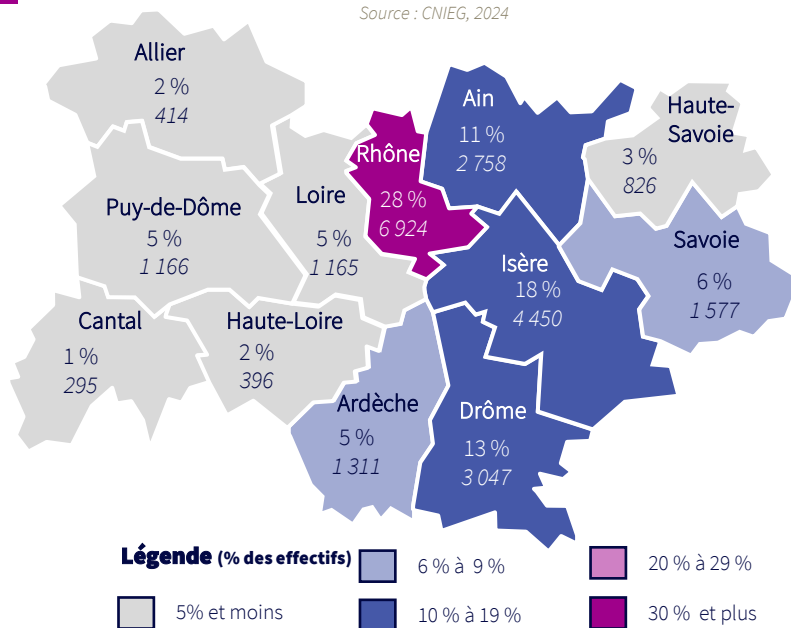 Source : CNIEG, 2024
Allier
2 %
414
Ain
11 %
2 758
Haute-
Savoie
3 %
826
Rhône
28 %
6 924
Puy-de-Dôme
5 %
1 166
Loire
5 %
1 165
Savoie
6 %
1 577
Isère
18 %
4 450
Cantal
1 %
295
Haute-Loire
2 %
396
Ardèche
5 %
1 311
Drôme
13 %
3 047
Légende (% des effectifs)
5% et moins
6 % à 9 %
10 % à 19 %
20 % à 29 %
30 % et plus